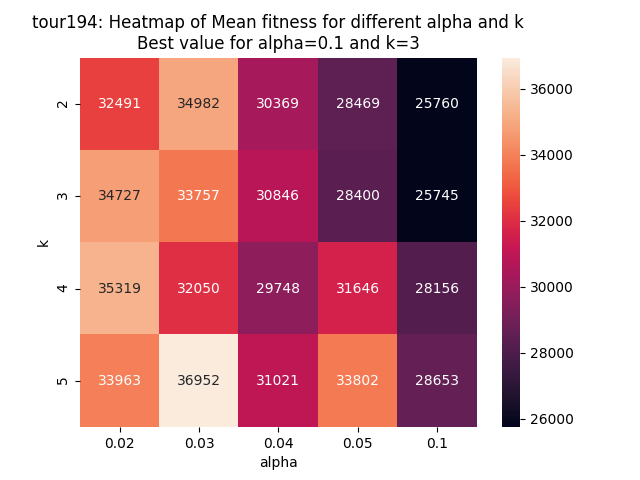 tour194: Heatmap of Mean fitness for different alpha and k
Best value for alpha=0.1 and k=3
2 32491 34982 30369 28469 25760
3 34727 33757 30846 28400 25745
4 35319 32050 29748 31646 28156
5 33963 36952 31021 33802 28653
k
0.02 0.03 0.04 0.05 0.1
alpha
36000
34000
32000
30000
28000
26000